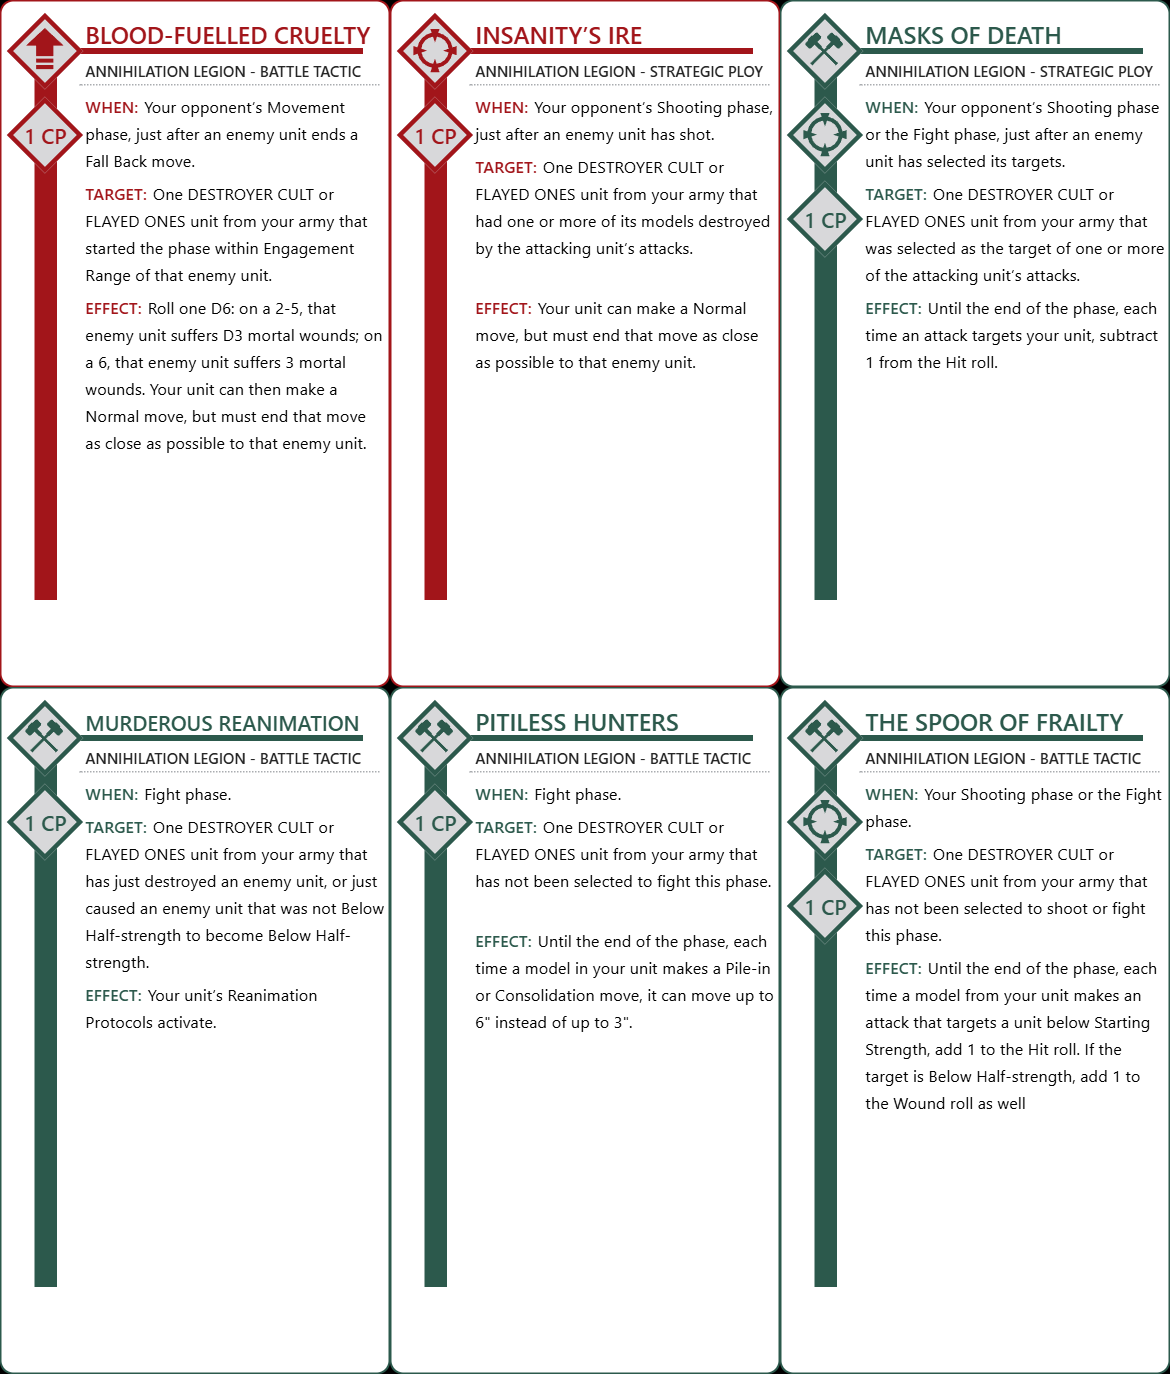 BLOOD-FUELLED CRUELTY
ANNIHILATION LEGION - BATTLE TACTIC
1 CP
WHEN: Your opponent's Movement
phase, just after an enemy unit ends a
Fall Back move.
TARGET: One DESTROYER CULT or
FLAYED ONES unit from your army that
started the phase within Engagement
Range of that enemy unit.
EFFECT: Roll one D6: on a 2-5, that
enemy unit suffers D3 mortal wounds; on
a 6, that enemy unit suffers 3 mortal
wounds. Your unit can then make a
Normal move, but must end that move
as close as possible to that enemy unit.
INSANITY'S IRE
ANNIHILATION LEGION - STRATEGIC PLOY
1 CP
WHEN: Your opponent's Shooting phase,
just after an enemy unit has shot.
TARGET: One DESTROYER CULT or
FLAYED ONES unit from your army that
had one or more of its models destroyed
by the attacking unit's attacks.
EFFECT: Your unit can make a Normal
move, but must end that move as close
as possible to that enemy unit.
MASKS OF DEATH
ANNIHILATION LEGION - STRATEGIC PLOY
1 CP
WHEN: Your opponent's Shooting phase
or the Fight phase, just after an enemy
unit has selected its targets.
TARGET: One DESTROYER CULT or
FLAYED ONES unit from your army that
was selected as the target of one or more
of the attacking unit's attacks.
EFFECT: Until the end of the phase, each
time an attack targets your unit, subtract
1 from the Hit roll.
MURDEROUS REANIMATION
ANNIHILATION LEGION - BATTLE TACTIC
1 CP
WHEN: Fight phase.
TARGET: One DESTROYER CULT or
FLAYED ONES unit from your army that
has just destroyed an enemy unit, or just
caused an enemy unit that was not Below
Half-strength to become Below Half-
strength.
EFFECT: Your unit's Reanimation
Protocols activate.
PITILESS HUNTERS
ANNIHILATION LEGION - BATTLE TACTIC
1 CP
WHEN: Fight phase.
TARGET: One DESTROYER CULT or
FLAYED ONES unit from your army that
has not been selected to fight this phase.
EFFECT: Until the end of the phase, each
time a model in your unit makes a Pile-in
or Consolidation move, it can move up to
6" instead of up to 3".
THE SPOOR OF FRAILTY
ANNIHILATION LEGION - BATTLE TACTIC
1 CP
WHEN: Your Shooting phase or the Fight
phase.
TARGET: One DESTROYER CULT or
FLAYED ONES unit from your army that
has not been selected to shoot or fight
this phase.
EFFECT: Until the end of the phase, each
time a model from your unit makes an
attack that targets a unit below Starting
Strength, add 1 to the Hit roll. If the
target is Below Half-strength, add 1 to
the Wound roll as well